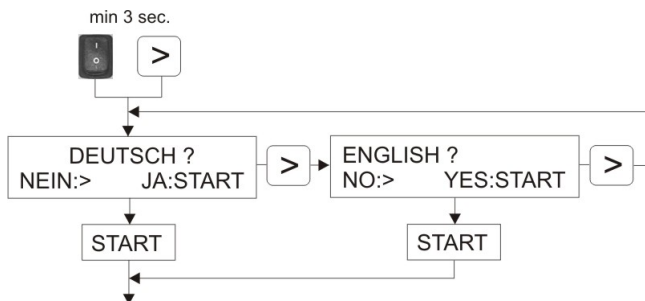 min 3 sec.
I
O
>
DEUTSCH ?
NEIN:> JA:START
>
ENGLISH ?
NO:> YES:START
>
START
START